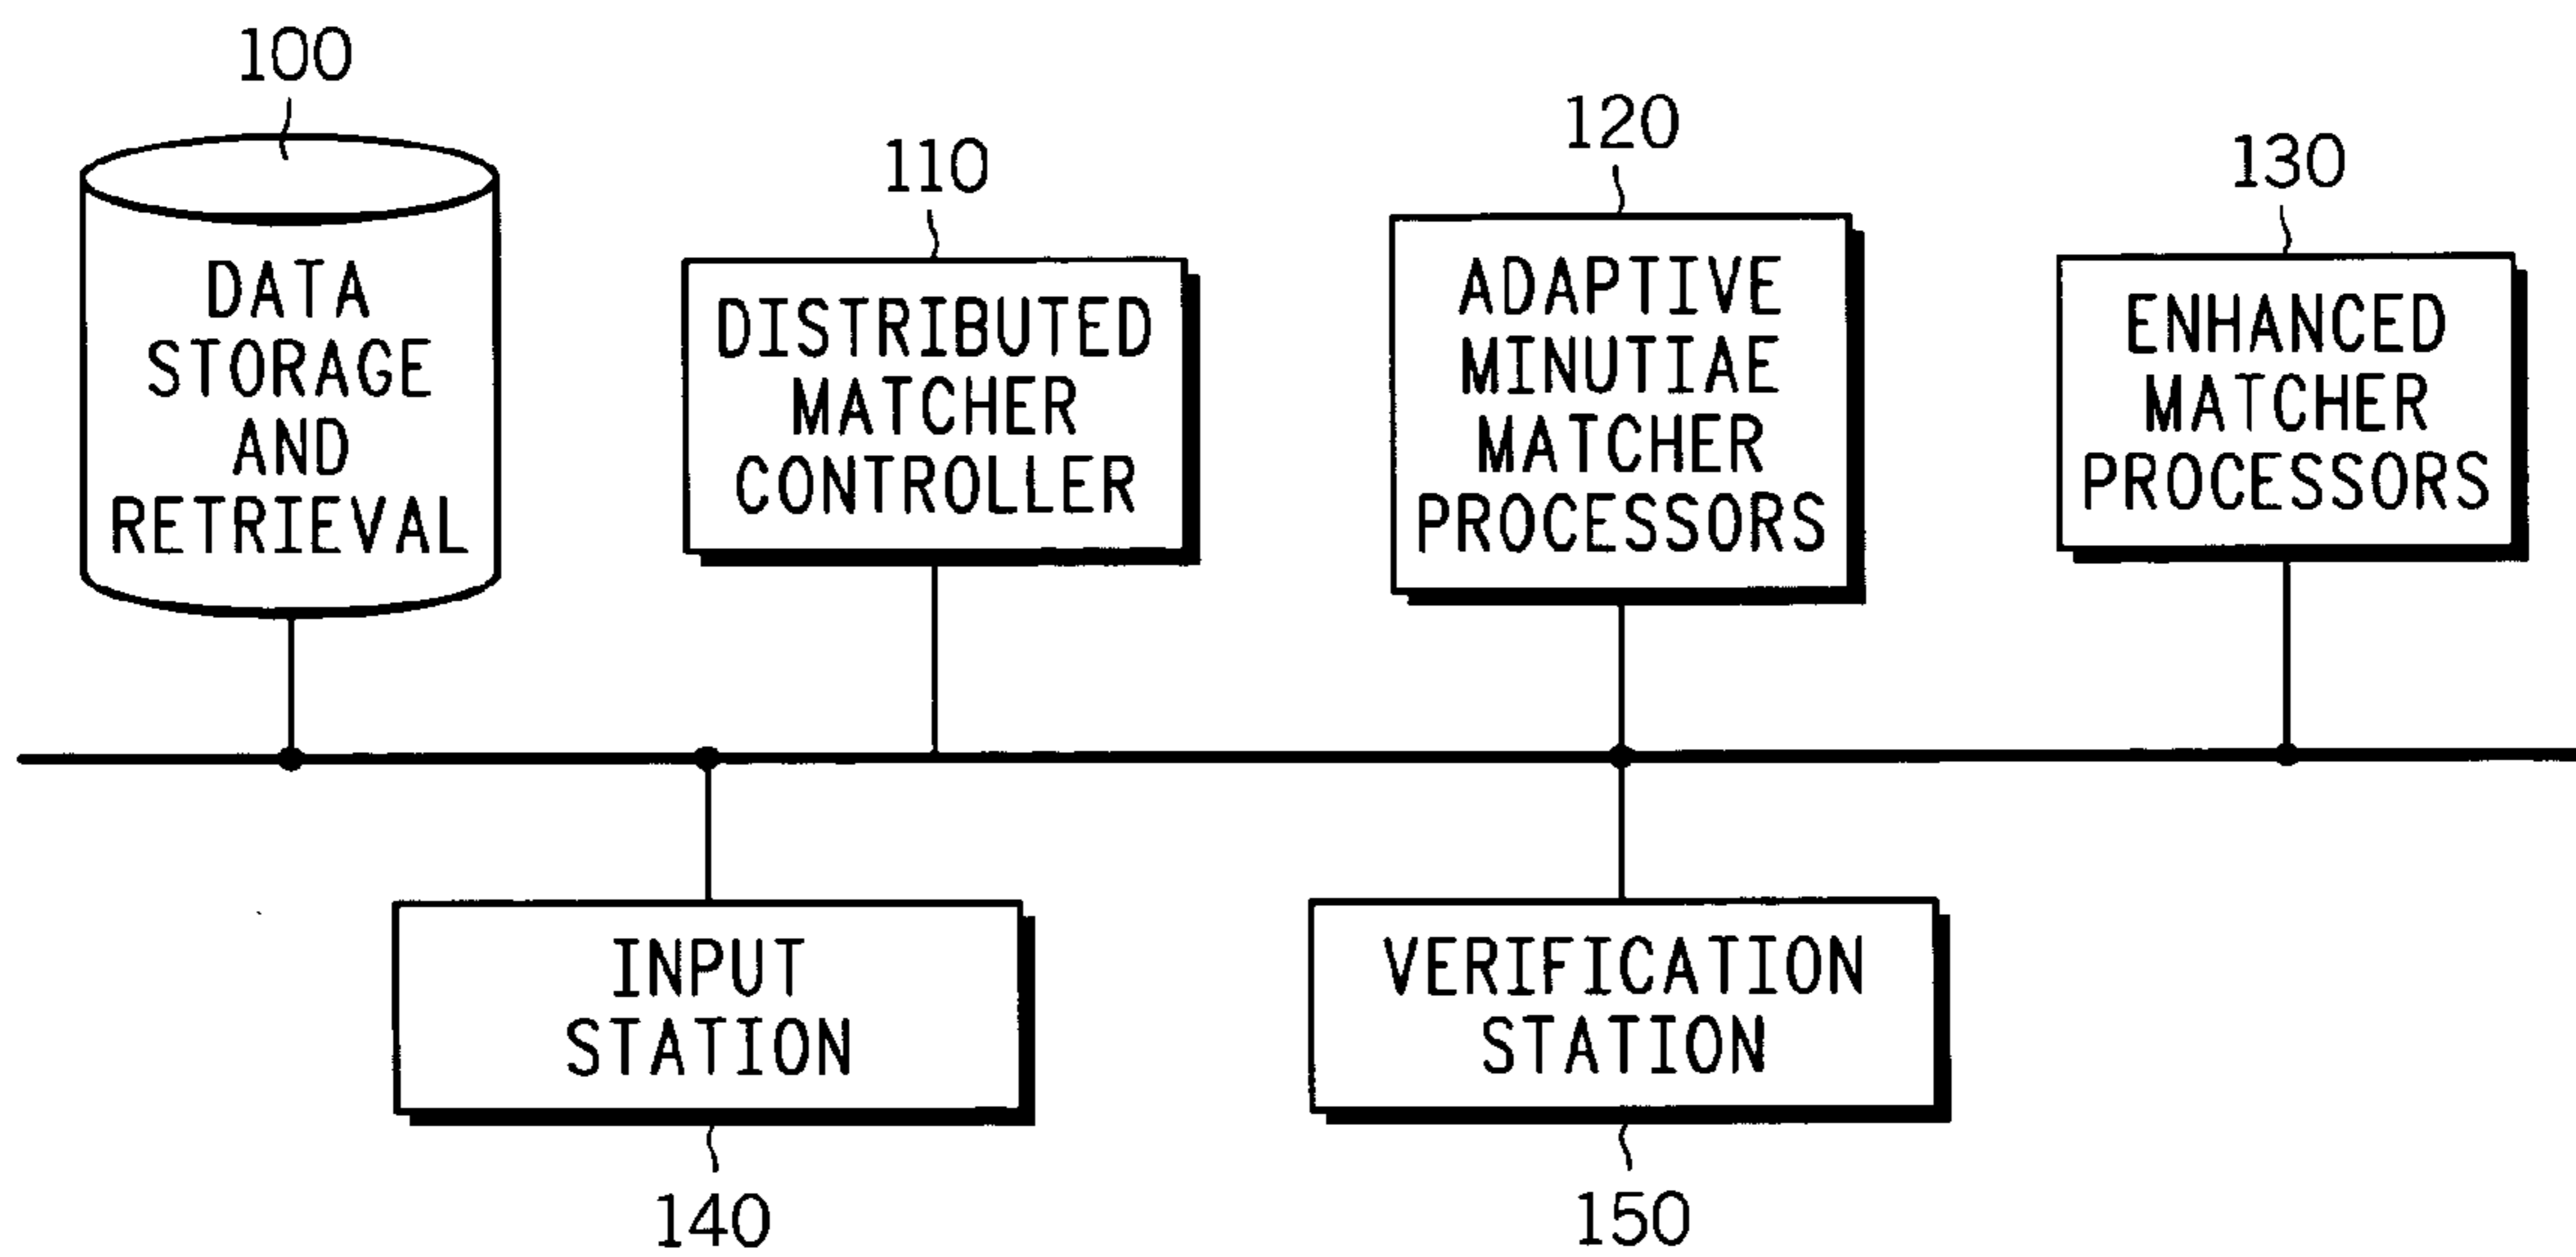 100
DATA
STORAGE
AND
RETRIEVAL
110
DISTRIBUTED
MATCHER
CONTROLLER
120
ADAPTIVE
MINUTIAE
MATCHER
PROCESSORS
130
ENHANCED
MATCHER
PROCESSORS
INPUT
STATION
140
VERIFICATION
STATION
150